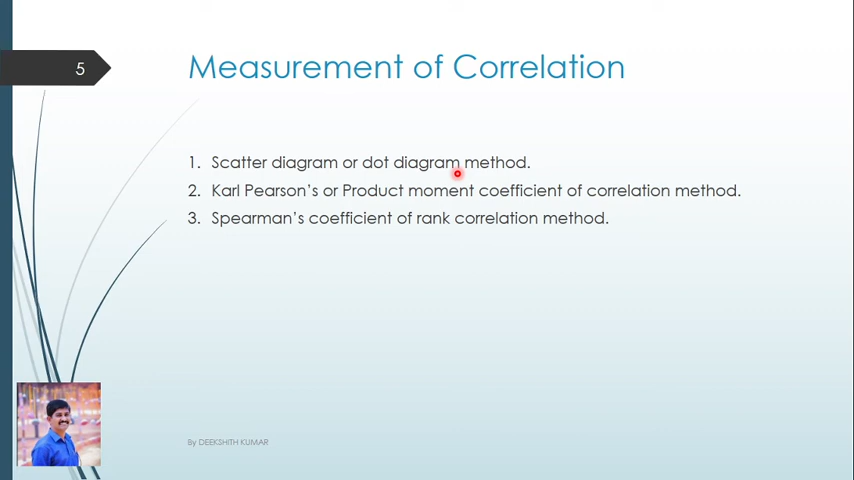 5
Measurement of Correlation
1. Scatter diagram or dot diagram method.
2. Karl Pearson's or Product moment coefficient of correlation method.
3. Spearman's coefficient of rank correlation method.
By DEEKSHITH KUMAR